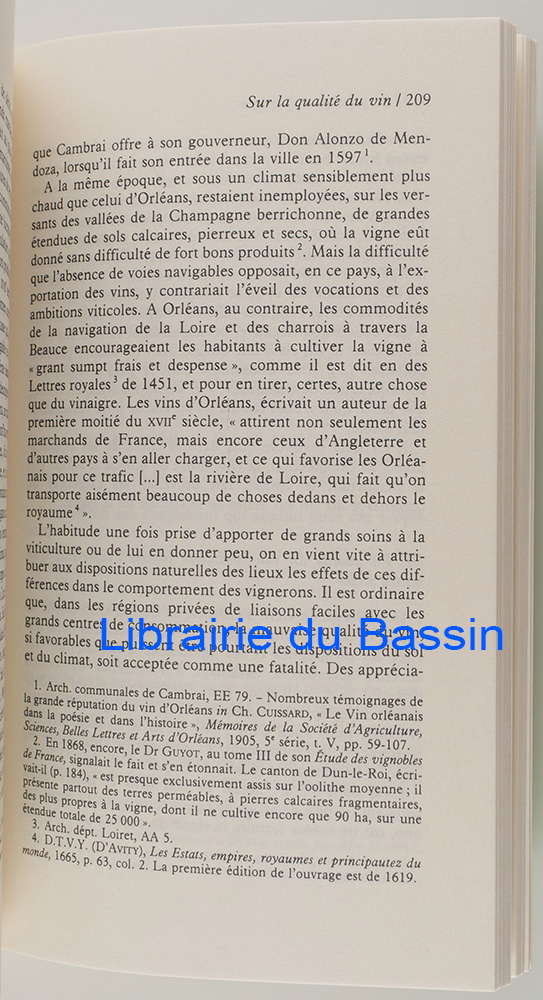 Sur la qualité du vin / 209
que Cambrai offre à son gouverneur, Don Alonzo de Men-
doza, lorsqu'il fait son entrée dans la ville en 1597¹.
A la même époque, et sous un climat sensiblement plus
chaud que celui d'Orléans, restaient inemployées, sur les ver-
sants des vallées de la Champagne berrichonne, de grandes
étendues de sols calcaires, pierreux et secs, où la vigne eût
donné sans difficulté de fort bons produits². Mais la difficulté
que l'absence de voies navigables opposait, en ce pays, à l'ex-
portation des vins, y contrariait l'éveil des vocations et des
ambitions viticoles. A Orléans, au contraire, les commodités
de la navigation de la Loire et des charrois à travers la
Beauce encourageaient les habitants à cultiver la vigne à
« grant sumpt frais et despense », comme il est dit en des
Lettres royales³ de 1451, et pour en tirer, certes, autre chose
que du vinaigre. Les vins d'Orléans, écrivait un auteur de la
première moitié du XVIIe siècle, « attirent non seulement les
marchands de France, mais encore ceux d'Angleterre et
d'autres pays à s'en aller charger, et ce qui favorise les Orléa-
nais pour ce trafic [...] est la rivière de Loire, qui fait qu'on
transporte aisément beaucoup de choses dedans et dehors le
royaume⁴ ».
L'habitude une fois prise d'apporter de grands soins à la
viticulture ou de lui en donner peu, on en vient vite à attri-
buer aux dispositions naturelles des lieux les effets de ces dif-
férences dans le comportement des vignerons. Il est ordinaire
que, dans les régions privées de liaisons faciles avec les
grands centres de consommation, la mauvaise qualité du vin,
si favorables que puissent être pourtant les dispositions du sol
et du climat, soit acceptée comme une fatalité. Des apprécia-
Librairie du Bassin
1. Arch. communales de Cambrai, EE 79. – Nombreux témoignages de
la grande réputation du vin d'Orléans in Ch. CUISSARD, « Le Vin orléanais
dans la poésie et dans l'histoire », Mémoires de la Société d'Agriculture,
Sciences, Belles Lettres et Arts d'Orléans, 1905, 5e série, t. V, pp. 59-107.
2. En 1868, encore, le Dr GUYOT, au tome III de son Étude des vignobles
de France, signalait le fait et s'en étonnait. Le canton de Dun-le-Roi, écri-
vait-il (p. 184), « est presque exclusivement assis sur l'oolithe moyenne ; il
présente partout des terres perméables, à pierres calcaires fragmentaires,
des plus propres à la vigne, dont il ne cultive encore que 90 ha, sur une
étendue totale de 25 000 ».
3. Arch. dépt. Loiret, AA 5.
4. D.T.V.Y. (D'AVITY), Les Estats, empires, royaumes et principautez du
monde, 1665, p. 63, col. 2. La première édition de l'ouvrage est de 1619.